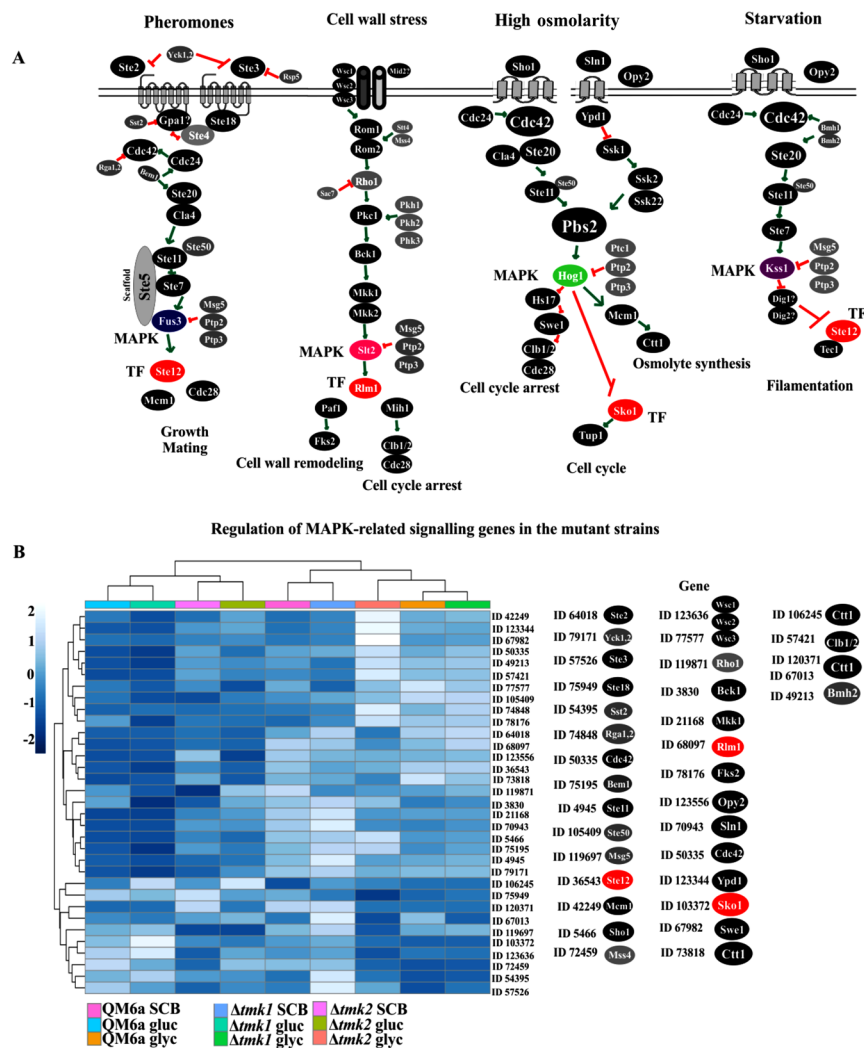 Pheromones
Cell wall stress
High osmolarity
Starvation
A
Ste2
Yck1,2
Ste3
Rsp5
Sst2
Gpa1?
Ste18
Ste4
Rga1,2
Cdc42
Cdc24
Bem1
Ste20
Cla4
Ste50
Ste11
Ste7
Scaffold
Ste5
Fus3
Msg5
Ptp2
Ptp3
MAPK
TF
Ste12
Mcm1
Cdc28
Growth
Mating
Wsc1
Wsc2
Wsc3
Mid2?
Rom1
Rom2
Stt4
Mss4
Sac7
Rho1
Pkc1
Pkh1
Pkh2
Phk3
Bck1
Mkk1
Mkk2
Msg5
Ptp2
Ptp3
MAPK
Slt2
TF
Rlm1
Paf1
Mih1
Fks2
Clb1/2
Cdc28
Cell wall remodeling
Cell cycle arrest
Sho1
Sln1
Opy2
Cdc24
Cdc42
Ypd1
Cla4
Ste20
Ssk1
Ste50
Ste11
Ssk2
Ssk22
Pbs2
MAPK
Hog1
Ptc1
Ptp2
Ptp3
Hs17
Swe1
Mcm1
Clb1/2
Cdc28
Ctt1
Cell cycle arrest
Osmolyte synthesis
Sko1
TF
Tup1
Cell cycle
Sho1
Opy2
Cdc24
Cdc42
Bmh1
Bmh2
Ste20
Ste50
Ste11
Ste7
MAPK
Kss1
Msg5
Ptp2
Ptp3
Dig1?
Dig2?
TF
Ste12
Tec1
Filamentation
Regulation of MAPK-related signalling genes in the mutant strains
B
2
1
0
-1
-2
ID 42249
ID 123344
ID 67982
ID 50335
ID 49213
ID 57421
ID 77577
ID 105409
ID 74848
ID 78176
ID 64018
ID 68097
ID 123556
ID 36543
ID 73818
ID 119871
ID 3830
ID 21168
ID 70943
ID 5466
ID 75195
ID 4945
ID 79171
ID 106245
ID 75949
ID 120371
ID 67013
ID 119697
ID 103372
ID 123636
ID 72459
ID 54395
ID 57526
Gene
ID 64018 Ste2
ID 79171 Yck1,2
ID 57526 Ste3
ID 75949 Ste18
ID 54395 Sst2
ID 74848 Rga1,2
ID 50335 Cdc42
ID 75195 Bem1
ID 4945 Ste11
ID 105409 Ste50
ID 119697 Msg5
ID 36543 Ste12
ID 42249 Mcm1
ID 5466 Sho1
ID 72459 Mss4
Wsc1
ID 123636 Wsc2
ID 77577 Wsc3
ID 119871 Rho1
ID 3830 Bck1
ID 21168 Mkk1
ID 68097 Rlm1
ID 78176 Fks2
ID 123556 Opy2
ID 70943 Sln1
ID 50335 Cdc42
ID 123344 Ypd1
ID 103372 Sko1
ID 67982 Swe1
ID 73818 Ctt1
ID 106245 Ctt1
ID 57421 Clb1/2
ID 120371 Ctt1
ID 67013
ID 49213 Bmh2
QM6a SCB
QM6a gluc
QM6a glyc
Δtmk1 SCB
Δtmk1 gluc
Δtmk1 glyc
Δtmk2 SCB
Δtmk2 gluc
Δtmk2 glyc